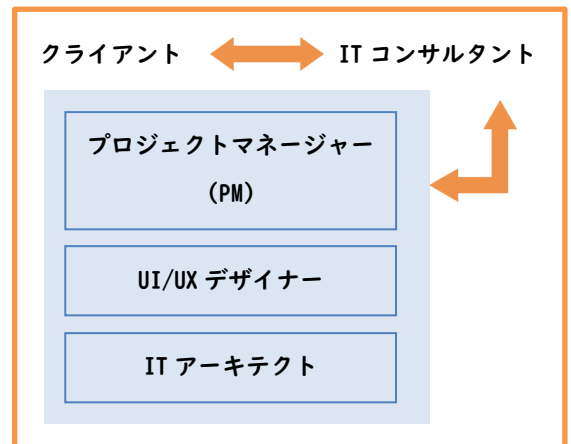 クライアント
IT コンサルタント
プロジェクトマネージャー
(PM)
UI/UX デザイナー
IT アーキテクト